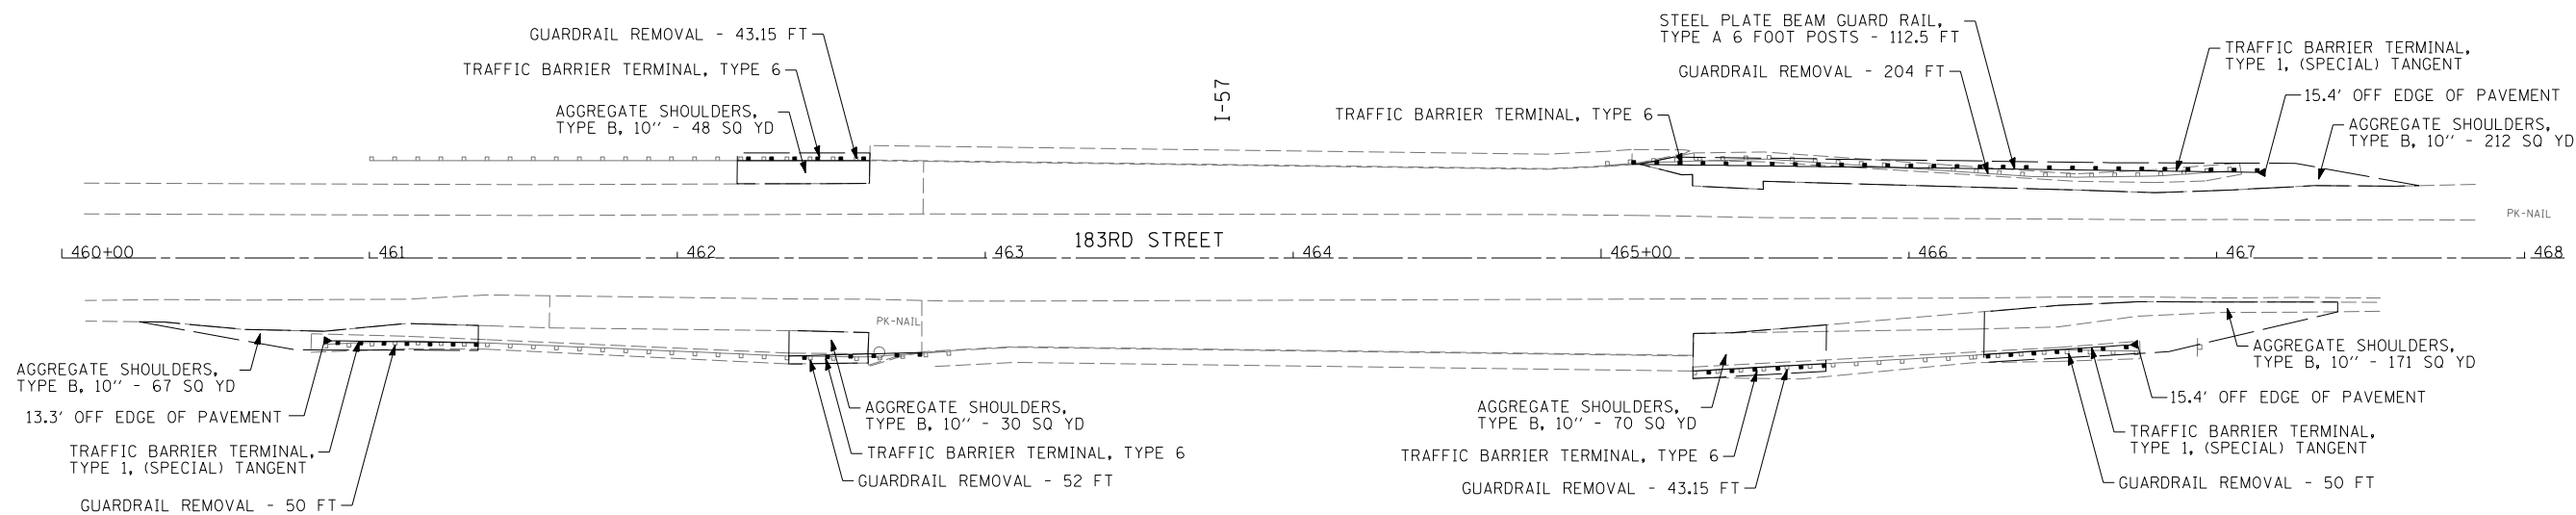 GUARDRAIL REMOVAL - 43.15 FT
TRAFFIC BARRIER TERMINAL, TYPE 6
AGGREGATE SHOULDERS,
TYPE B, 10'' - 48 SQ YD
I-57
STEEL PLATE BEAM GUARD RAIL,
TYPE A 6 FOOT POSTS - 112.5 FT
GUARDRAIL REMOVAL - 204 FT
TRAFFIC BARRIER TERMINAL, TYPE 6
TRAFFIC BARRIER TERMINAL,
TYPE 1, (SPECIAL) TANGENT
15.4' OFF EDGE OF PAVEMENT
AGGREGATE SHOULDERS,
TYPE B, 10'' - 212 SQ YD
PK-NAIL
183RD STREET
460+00 461 462 463 464 465+00 466 467 468
PK-NAIL
AGGREGATE SHOULDERS,
TYPE B, 10'' - 67 SQ YD
13.3' OFF EDGE OF PAVEMENT
TRAFFIC BARRIER TERMINAL,
TYPE 1, (SPECIAL) TANGENT
GUARDRAIL REMOVAL - 50 FT
AGGREGATE SHOULDERS,
TYPE B, 10'' - 30 SQ YD
TRAFFIC BARRIER TERMINAL, TYPE 6
GUARDRAIL REMOVAL - 52 FT
AGGREGATE SHOULDERS,
TYPE B, 10'' - 70 SQ YD
TRAFFIC BARRIER TERMINAL, TYPE 6
GUARDRAIL REMOVAL - 43.15 FT
AGGREGATE SHOULDERS,
TYPE B, 10'' - 171 SQ YD
15.4' OFF EDGE OF PAVEMENT
TRAFFIC BARRIER TERMINAL,
TYPE 1, (SPECIAL) TANGENT
GUARDRAIL REMOVAL - 50 FT